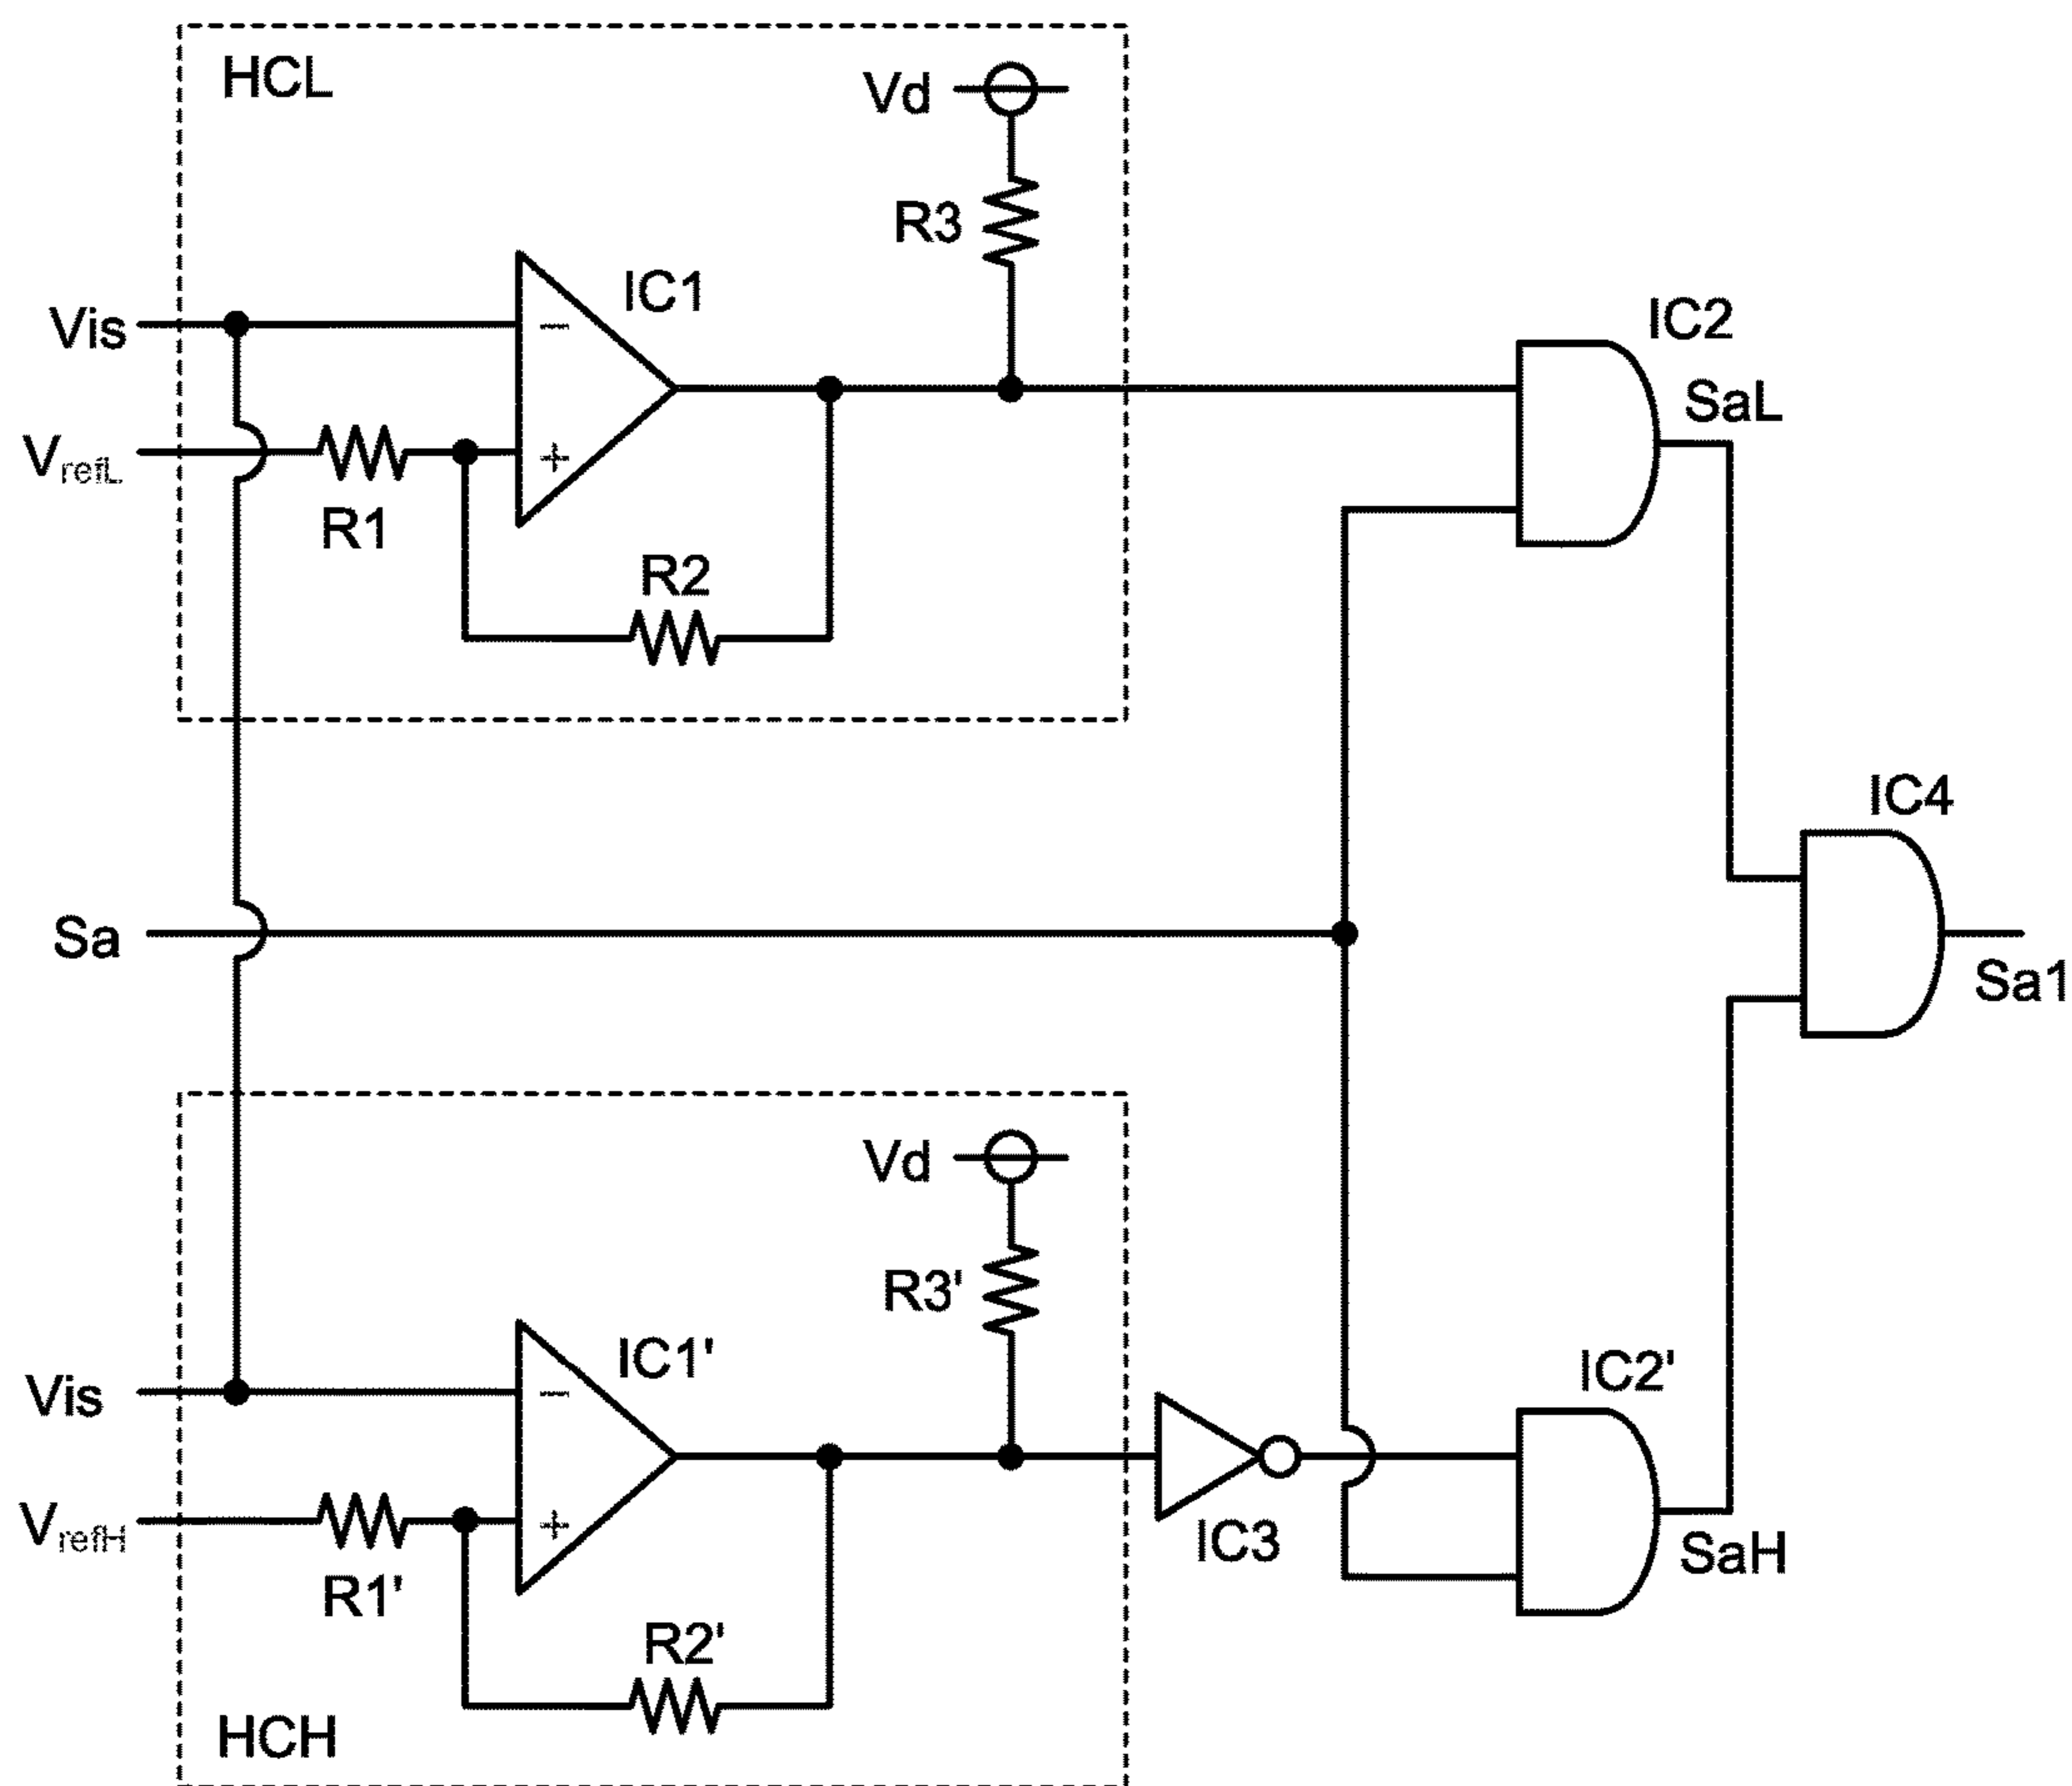 HCL
Vd
R3
IC1
Vis
−
IC2
SaL
VrefL
+
R1
R2
IC4
Sa
Sa1
Vd
R3'
IC1'
Vis
−
IC2'
VrefH
+
IC3
SaH
R1'
R2'
HCH